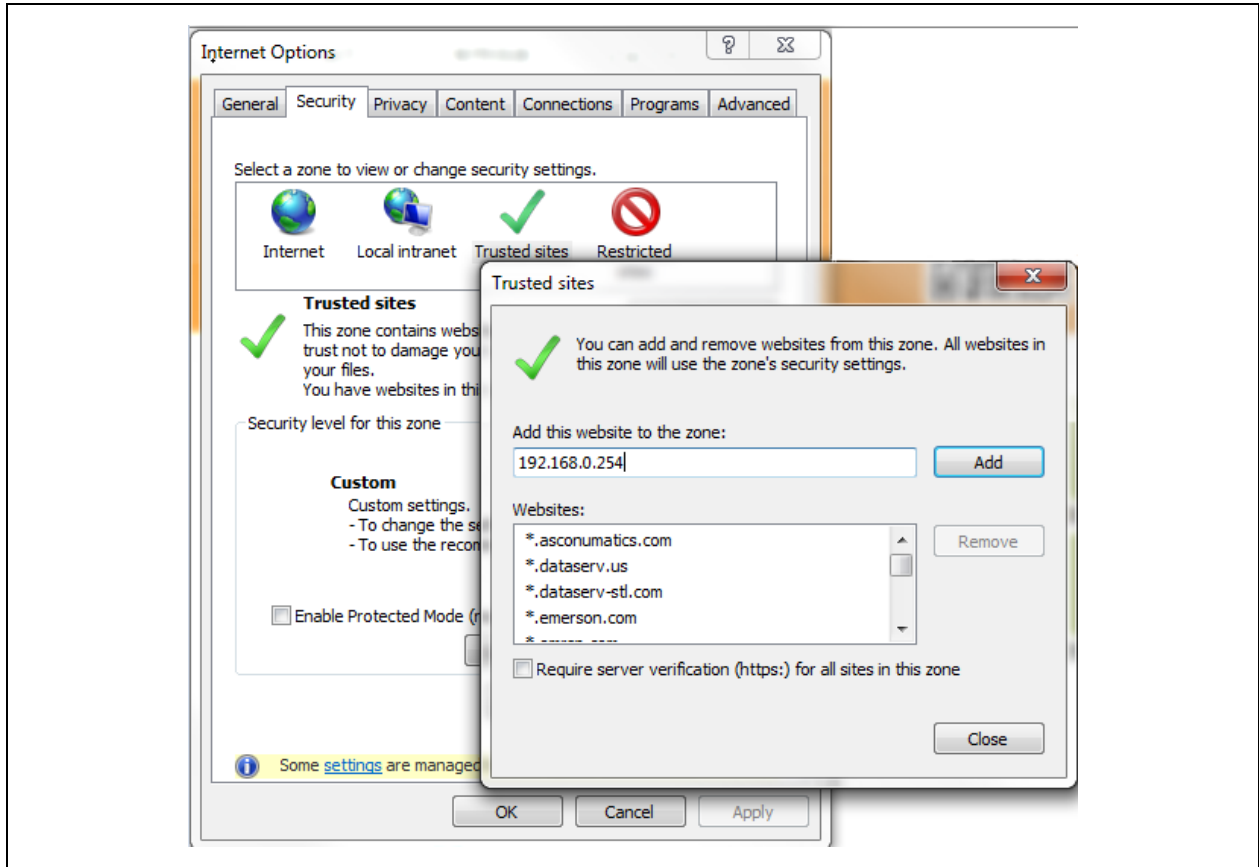 Internet Options
General Security Privacy Content Connections Programs Advanced
Select a zone to view or change security settings.
Internet Local intranet Trusted sites Restricted
Trusted sites
This zone contains webs
trust not to damage you
your files.
You have websites in thi
Security level for this zone
Custom
Custom settings.
- To change the se
- To use the recon
Enable Protected Mode (r
Some settings are managed
OK Cancel Apply
Trusted sites
You can add and remove websites from this zone. All websites in
this zone will use the zone's security settings.
Add this website to the zone:
192.168.0.254 Add
Websites:
*.asconumatics.com Remove
*.dataserv.us
*.dataserv-stl.com
*.emerson.com
Require server verification (https:) for all sites in this zone
Close